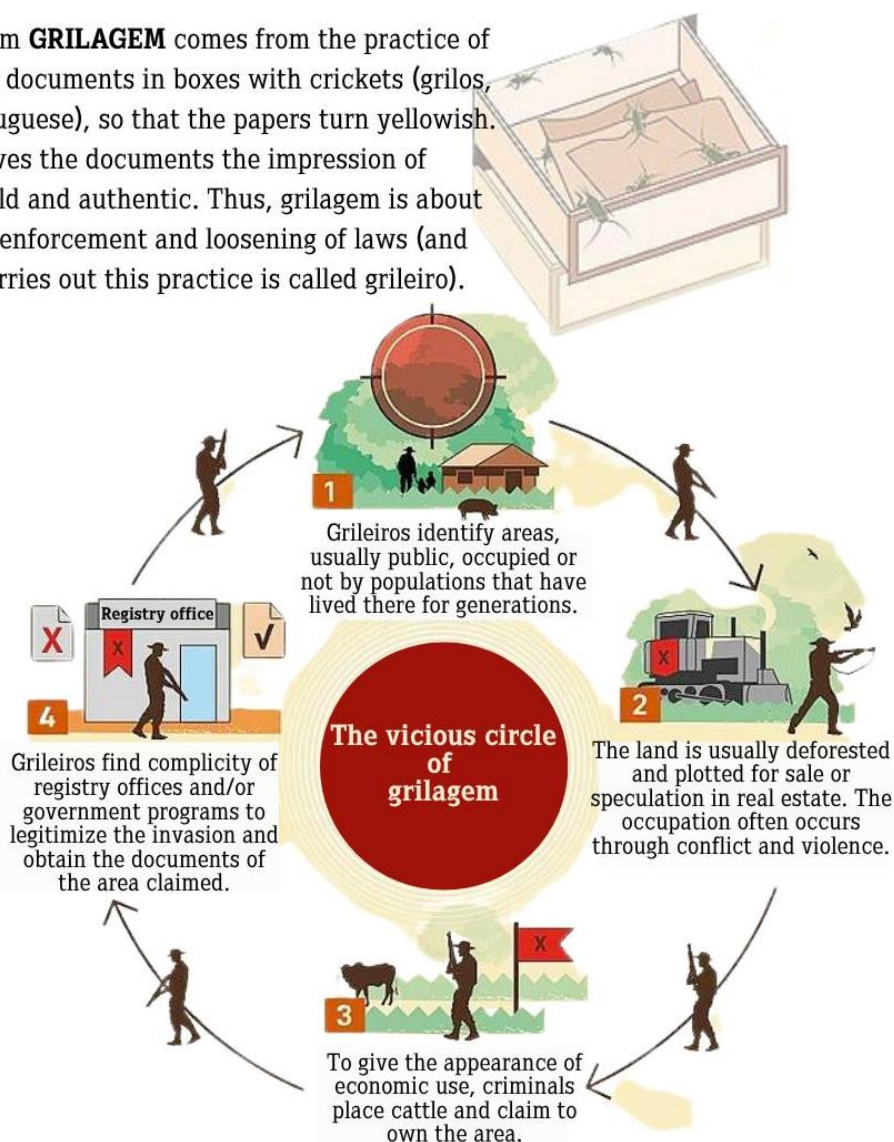 m GRILAGEM comes from the practice of
documents in boxes with crickets (grilos,
uguese), so that the papers turn yellowish.
ves the documents the impression of
ld and authentic. Thus, grilagem is about
enforcement and loosening of laws (and
rries out this practice is called grileiro).
1
Grileiros identify areas,
usually public, occupied or
not by populations that have
lived there for generations.
X
2
The land is usually deforested
and plotted for sale or
speculation in real estate. The
occupation often occurs
through conflict and violence.
X
3
To give the appearance of
economic use, criminals
place cattle and claim to
own the area.
Registry office
X
X
✓
4
Grileiros find complicity of
registry offices and/or
government programs to
legitimize the invasion and
obtain the documents of
the area claimed.
The vicious circle
of
grilagem